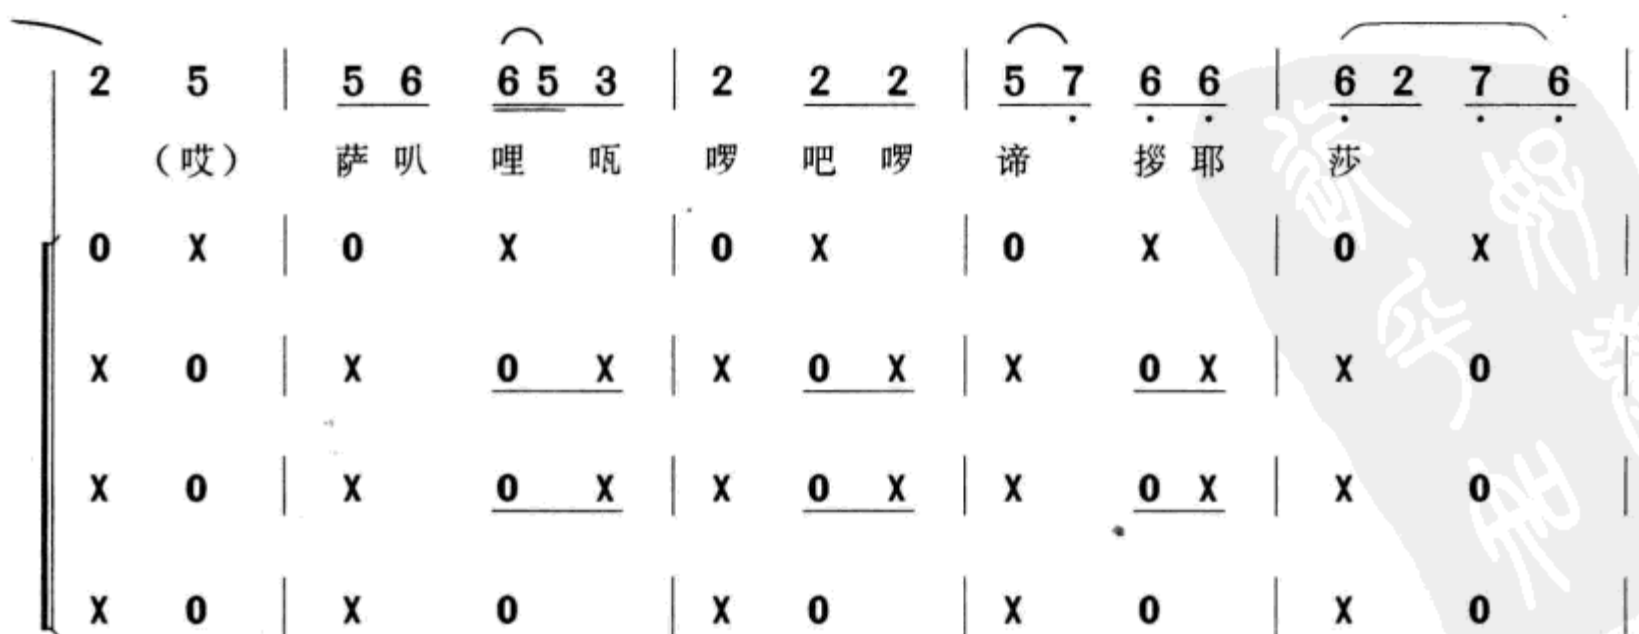 2 5 | 5 6 6 5 3 | 2 2 2 | 5 7 6 6 | 6 2 7 6 |
（哎） 萨 叭 哩 呱 啰 吧 啰 谛 拶 耶 莎
0 X | 0 X | 0 X | 0 X | 0 X |
X 0 | X 0 X | X 0 X | X 0 X | X 0 |
X 0 | X 0 X | X 0 X | X 0 X | X 0 |
X 0 | X 0 | X 0 | X 0 | X 0 |